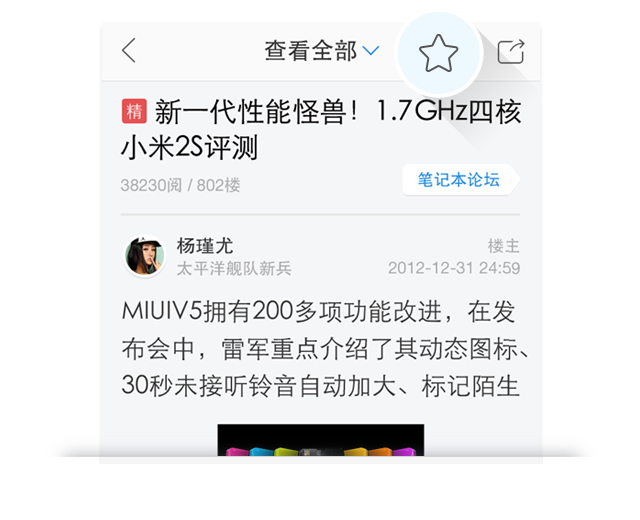 查看全部
精 新一代性能怪兽！1.7GHz四核
小米2S评测
38230阅 / 802楼
笔记本论坛
杨瑾尤
楼主
太平洋舰队新兵
2012-12-31 24:59
MIUIV5拥有200多项功能改进，在发
布会中，雷军重点介绍了其动态图标、
30秒未接听铃音自动加大、标记陌生